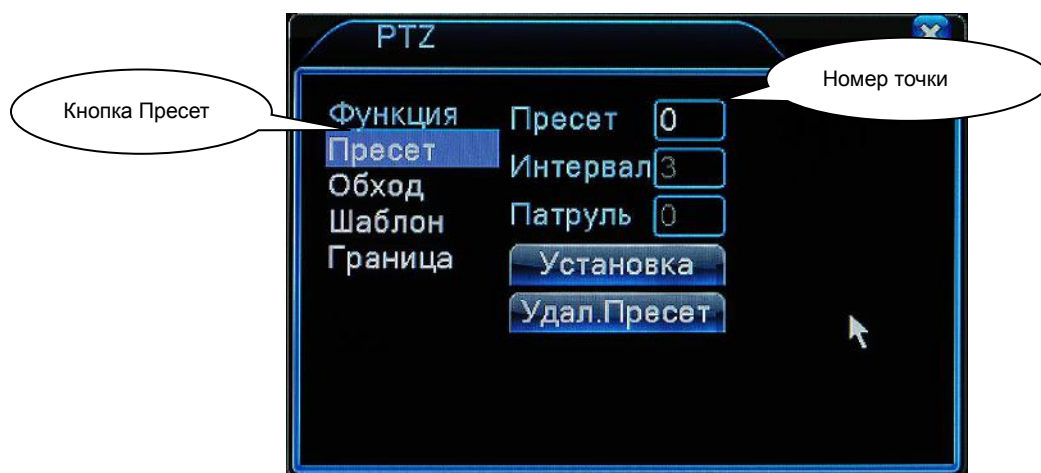 PTZ
Номер точки
Кнопка Пресет
Функция
Пресет 0
Пресет
Интервал 3
Обход
Патруль 0
Шаблон
Граница
Установка
Удал.Пресет